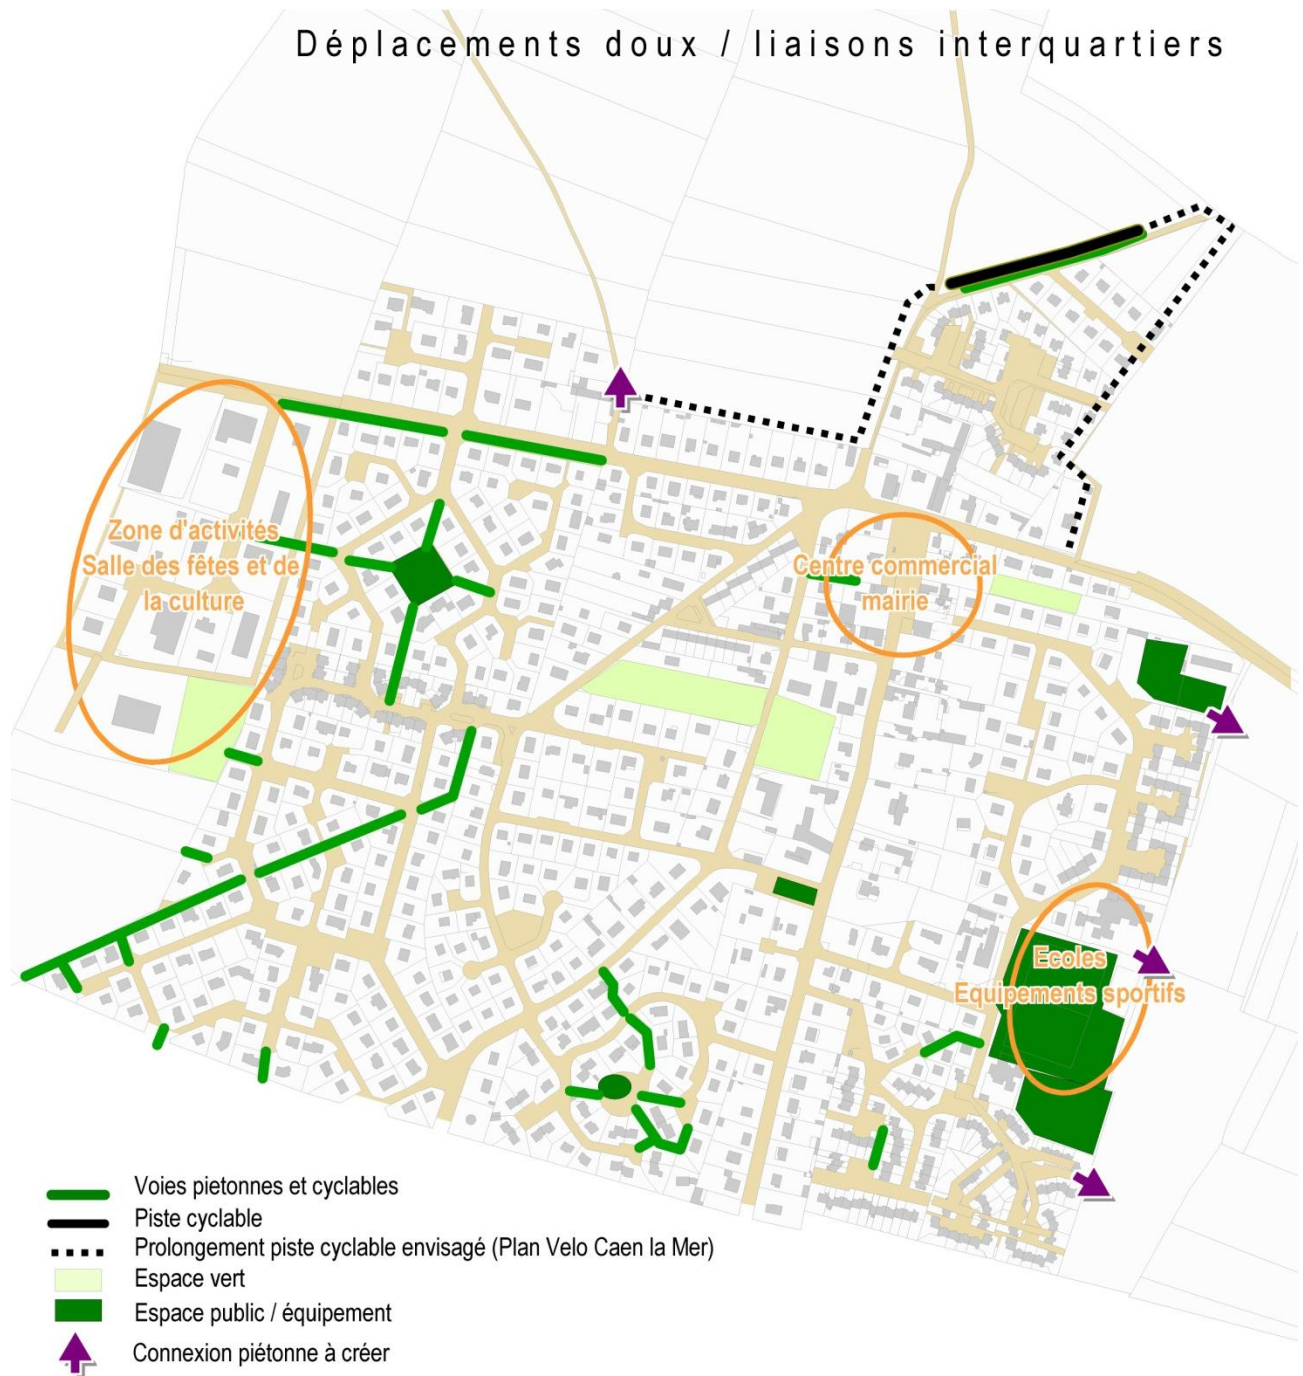 Déplacements doux / liaisons interquartiers
Zone d'activités
Salle des fêtes et de
la culture
Centre commercial
mairie
Ecoles
Equipements sportifs
Voies pietonnes et cyclables
Piste cyclable
Prolongement piste cyclable envisagé (Plan Velo Caen la Mer)
Espace vert
Espace public / équipement
Connexion piétonne à créer